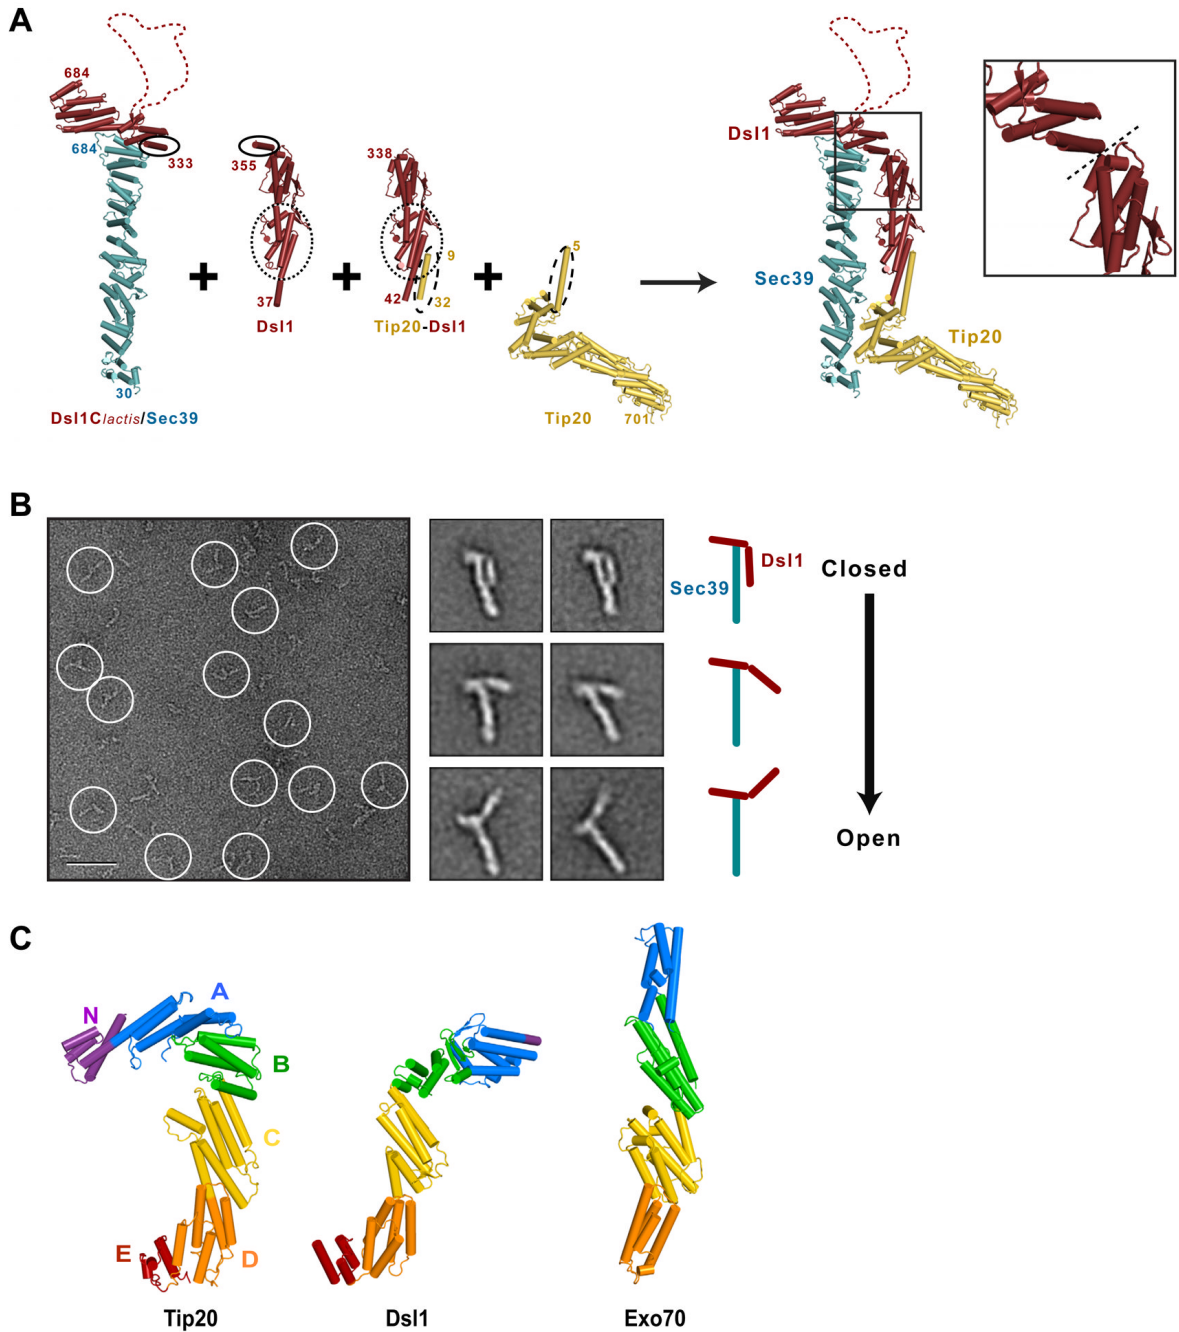 A
684
684
333
30
Dsl1Clactis/Sec39
+
355
37
Dsl1
+
338
9
42
32
Tip20-Dsl1
+
5
Tip20
701
Dsl1
Sec39
Tip20
B
Sec39
Dsl1
Closed
Open
C
N
A
B
C
D
E
Tip20
Dsl1
Exo70